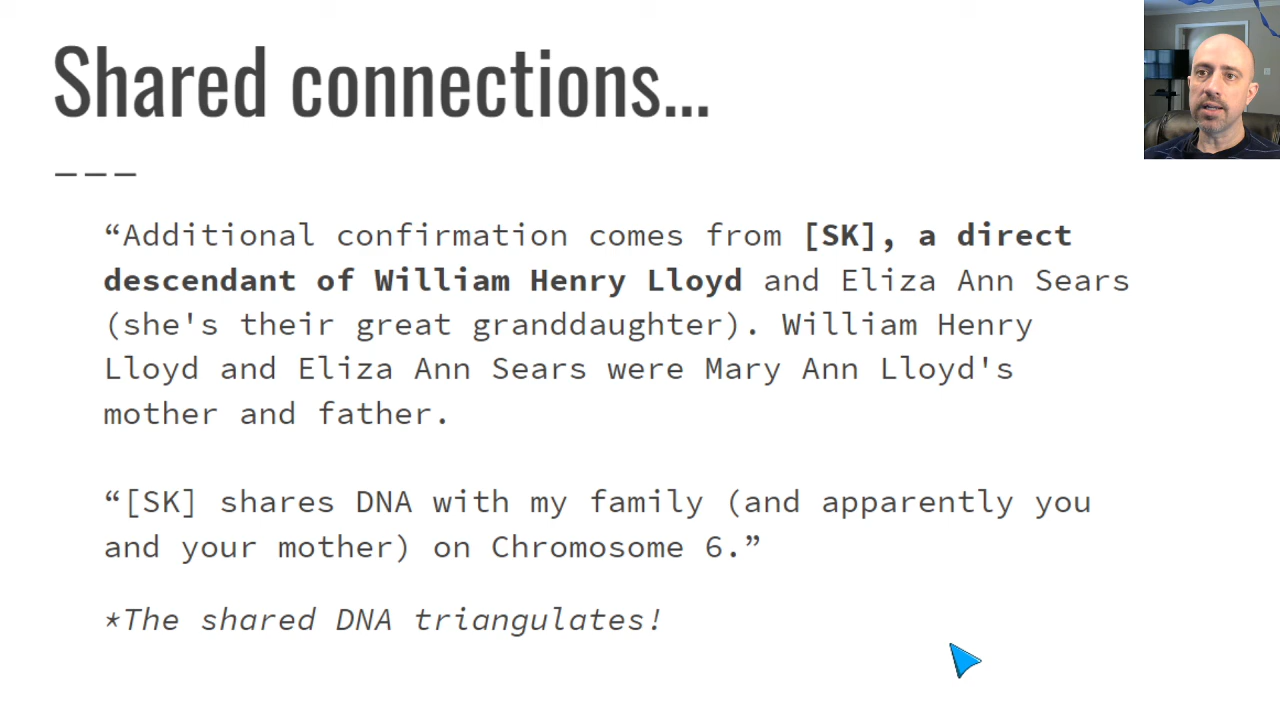 Shared connections...
“Additional confirmation comes from [SK], a direct
descendant of William Henry Lloyd and Eliza Ann Sears
(she's their great granddaughter). William Henry
Lloyd and Eliza Ann Sears were Mary Ann Lloyd's
mother and father.
“[SK] shares DNA with my family (and apparently you
and your mother) on Chromosome 6.”
*The shared DNA triangulates!